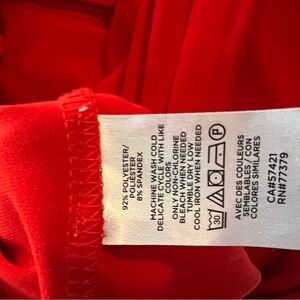 92% POLYESTER/
POLIÉSTER
8% SPANDEX
MACHINE WASH COLD
DELICATE CYCLE WITH LIKE
COLORS
ONLY NON-CHLORINE
BLEACH WHEN NEEDED
TUMBLE DRY LOW
COOL IRON WHEN NEEDED
30
P
AVEC DES COULEURS
SEMBLABLES / CON
COLORES SIMILARES
CA#57421
RN#77379